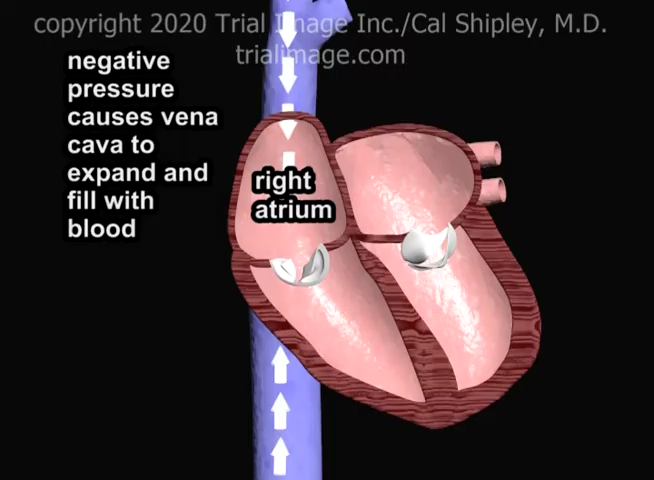 copyright 2020 Trial Image Inc./Cal Shipley, M.D.
trialimage.com
negative
pressure
causes vena
cava to
expand and
fill with
blood
right
atrium